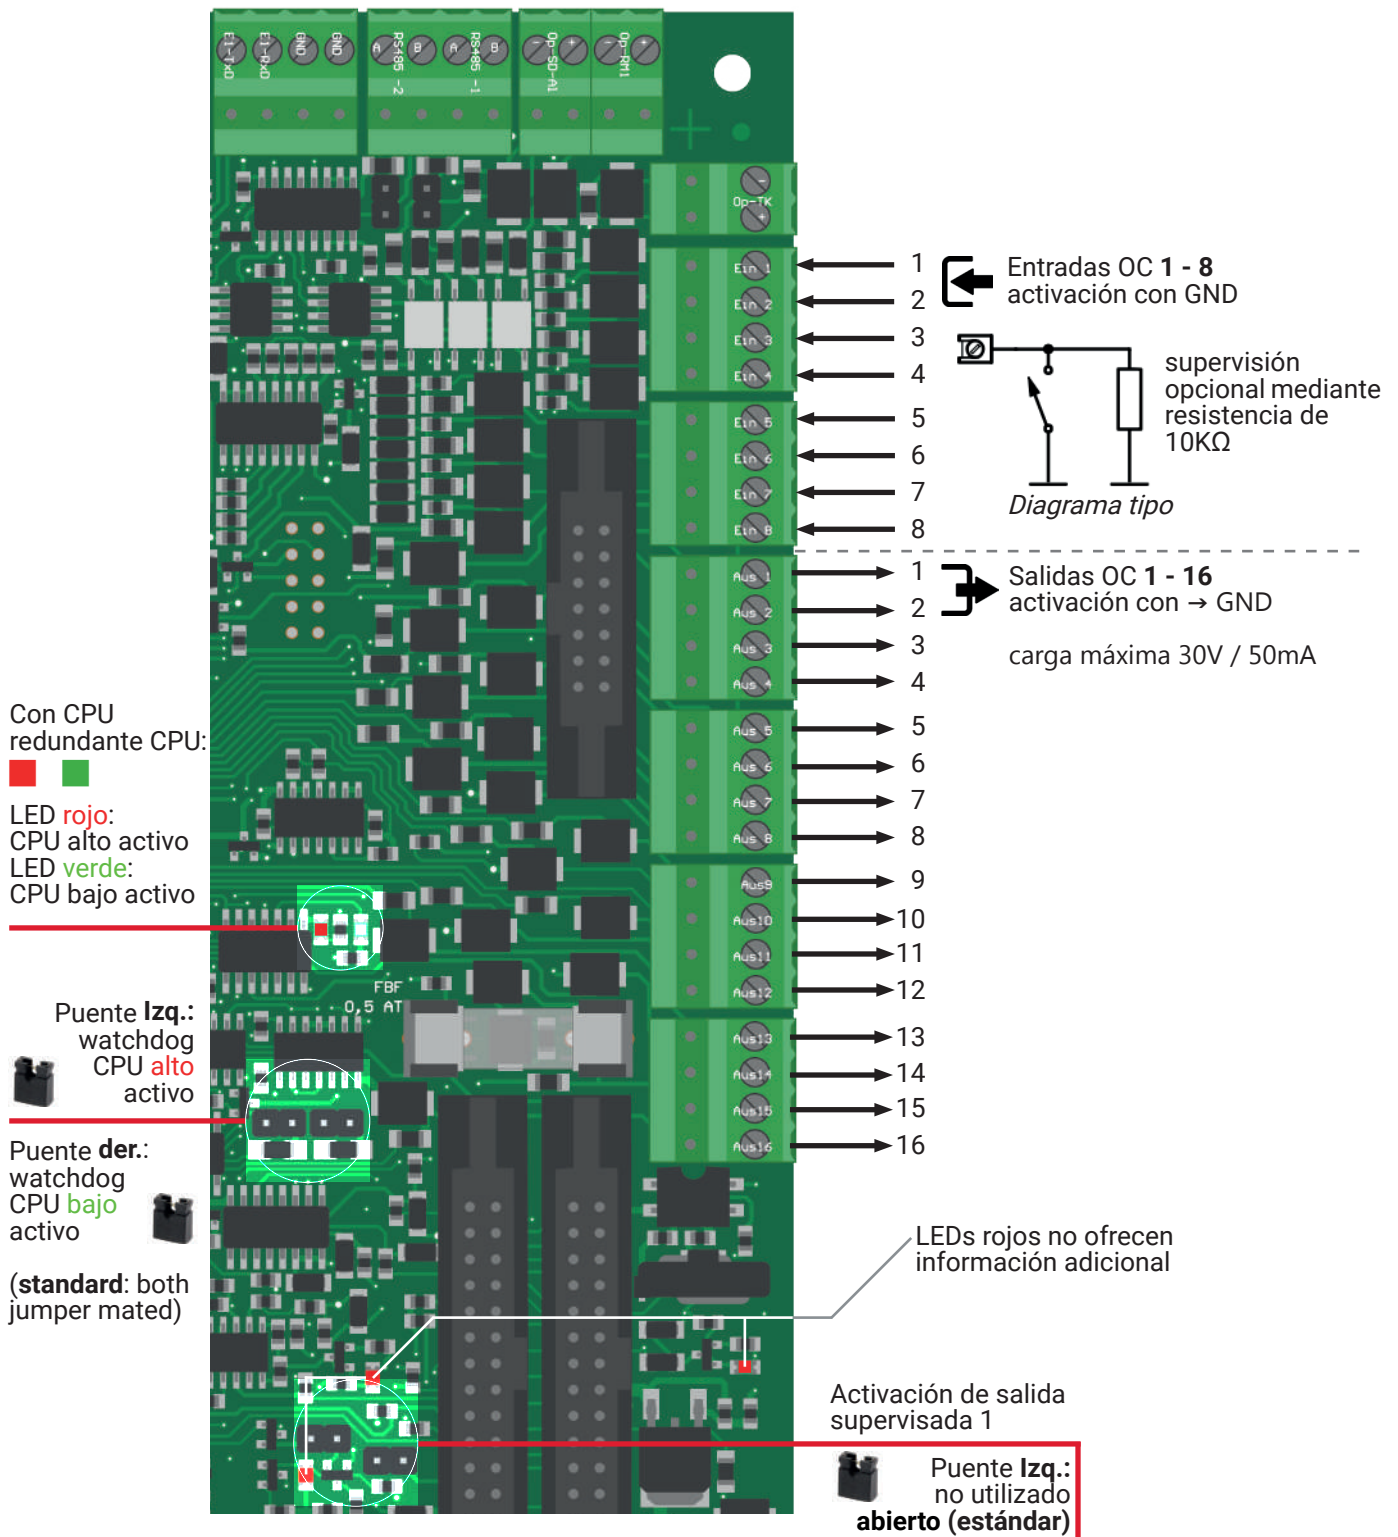 E1-TxD
E1-RxD
GND
GND
A
B
A
B
RS485 -2
RS485 -1
Op-SD-A1
- +
Op-RM1
- +
-
Op-TK
+
Ein 1
Ein 2
Ein 3
Ein 4
Ein 5
Ein 6
Ein 7
Ein 8
1
2
3
4
5
6
7
8
Entradas OC 1 - 8
activación con GND
supervisión
opcional mediante
resistencia de
10KΩ
Diagrama tipo
Aus 1
Aus 2
Aus 3
Aus 4
Aus 5
Aus 6
Aus 7
Aus 8
Aus9
Aus10
Aus11
Aus12
Aus13
Aus14
Aus15
Aus16
1
2
3
4
5
6
7
8
9
10
11
12
13
14
15
16
Salidas OC 1 - 16
activación con → GND
carga máxima 30V / 50mA
Con CPU
redundante CPU:
LED rojo:
CPU alto activo
LED verde:
CPU bajo activo
FBF
0,5 AT
Puente Izq.:
watchdog
CPU alto
activo
Puente der.:
watchdog
CPU bajo
activo
(standard: both
jumper mated)
LEDs rojos no ofrecen
información adicional
Activación de salida
supervisada 1
Puente Izq.:
no utilizado
abierto (estándar)